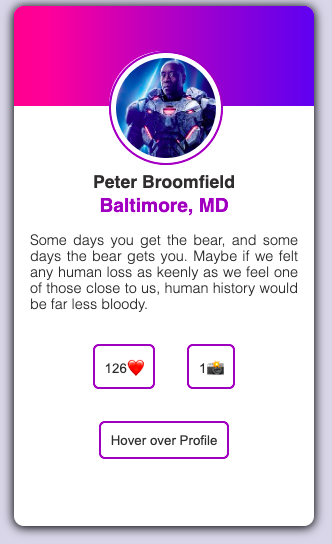 Peter Broomfield
Baltimore, MD
Some days you get the bear, and some
days the bear gets you. Maybe if we felt
any human loss as keenly as we feel one
of those close to us, human history would
be far less bloody.
126❤️ 1📸
Hover over Profile